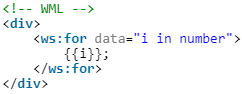 <!-- WML -->
<div>
    <ws:for data="i in number">
        {{i}};
    </ws:for>
</div>